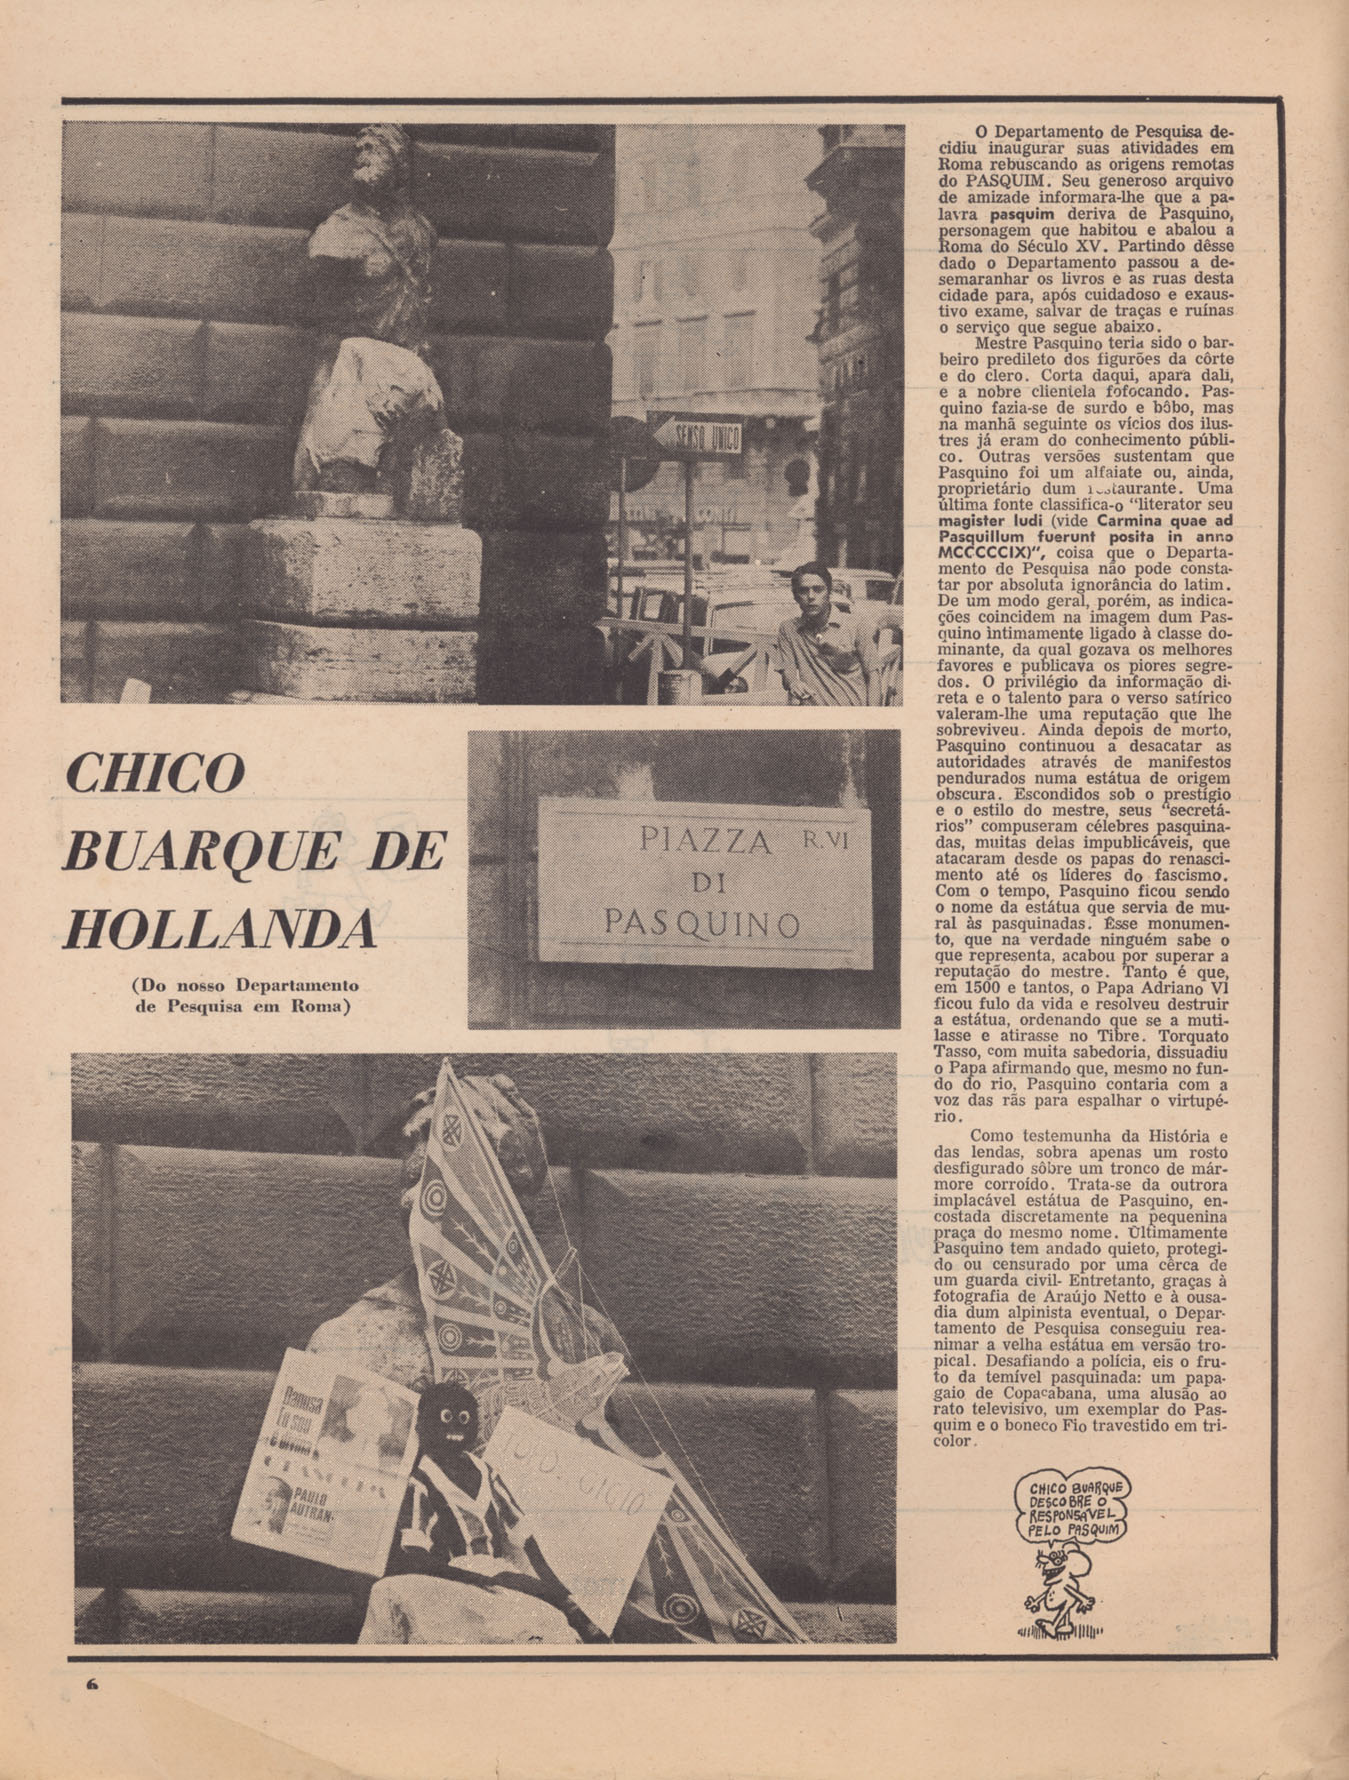 SENSO UNICO
CHICO
BUARQUE DE
HOLLANDA
(Do nosso Departamento
de Pesquisa em Roma)
PIAZZA R.VI
DI
PASQUINO
Danusa
Eu sou
PAULO
AUTRAN
GIGIO
O Departamento de Pesquisa de-
cidiu inaugurar suas atividades em
Roma rebuscando as origens remotas
do PASQUIM. Seu generoso arquivo
de amizade informara-lhe que a pa-
lavra pasquim deriva de Pasquino,
personagem que habitou e abalou a
Roma do Século XV. Partindo dêsse
dado o Departamento passou a de-
semaranhar os livros e as ruas desta
cidade para, após cuidadoso e exaus-
tivo exame, salvar de traças e ruínas
o serviço que segue abaixo.
Mestre Pasquino teria sido o bar-
beiro predileto dos figurões da côrte
e do clero. Corta daqui, apara dali,
e a nobre clientela fofocando. Pas-
quino fazia-se de surdo e bôbo, mas
na manhã seguinte os vícios dos ilus-
tres já eram do conhecimento públi-
co. Outras versões sustentam que
Pasquino foi um alfaiate ou, ainda,
proprietário dum restaurante. Uma
última fonte classifica-o "literator seu
magister ludi (vide Carmina quae ad
Pasquillum fuerunt posita in anno
MCCCCCIX)", coisa que o Departa-
mento de Pesquisa não pode consta-
tar por absoluta ignorância do latim.
De um modo geral, porém, as indica-
ções coincidem na imagem dum Pas-
quino intimamente ligado à classe do-
minante, da qual gozava os melhores
favores e publicava os piores segre-
dos. O privilégio da informação di-
reta e o talento para o verso satírico
valeram-lhe uma reputação que lhe
sobreviveu. Ainda depois de morto,
Pasquino continuou a desacatar as
autoridades através de manifestos
pendurados numa estátua de origem
obscura. Escondidos sob o prestígio
e o estilo do mestre, seus "secretá-
rios" compuseram célebres pasquina-
das, muitas delas impublicáveis, que
atacaram desde os papas do renasci-
mento até os líderes do fascismo.
Com o tempo, Pasquino ficou sendo
o nome da estátua que servia de mu-
ral às pasquinadas. Êsse monumen-
to, que na verdade ninguém sabe o
que representa, acabou por superar a
reputação do mestre. Tanto é que,
em 1500 e tantos, o Papa Adriano VI
ficou fulo da vida e resolveu destruir
a estátua, ordenando que se a muti-
lasse e atirasse no Tibre. Torquato
Tasso, com muita sabedoria, dissuadiu
o Papa afirmando que, mesmo no fun-
do do rio, Pasquino contaria com a
voz das rãs para espalhar o virtupé-
rio.
Como testemunha da História e
das lendas, sobra apenas um rosto
desfigurado sôbre um tronco de már-
more corroído. Trata-se da outrora
implacável estátua de Pasquino, en-
costada discretamente na pequenina
praça do mesmo nome. Ültimamente
Pasquino tem andado quieto, protegi-
do ou censurado por uma cêrca de
um guarda civil- Entretanto, graças à
fotografia de Araújo Netto e à ousa-
dia dum alpinista eventual, o Depar-
tamento de Pesquisa conseguiu rea-
nimar a velha estátua em versão tro-
pical. Desafiando a polícia, eis o fru-
to da temível pasquinada: um papa-
gaio de Copacabana, uma alusão ao
rato televisivo, um exemplar do Pas-
quim e o boneco Fio travestido em tri-
color.
CHICO BUARQUE
DESCOBRE O
RESPONSÁVEL
PELO PASQUIM
6